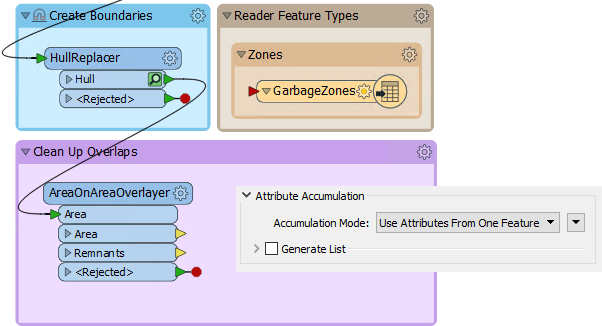 Create Boundaries
HullReplacer
Hull
<Rejected>
Reader Feature Types
Zones
GarbageZones
Clean Up Overlaps
AreaOnAreaOverlayer
Area
Area
Remnants
<Rejected>
Attribute Accumulation
Accumulation Mode: Use Attributes From One Feature
Generate List